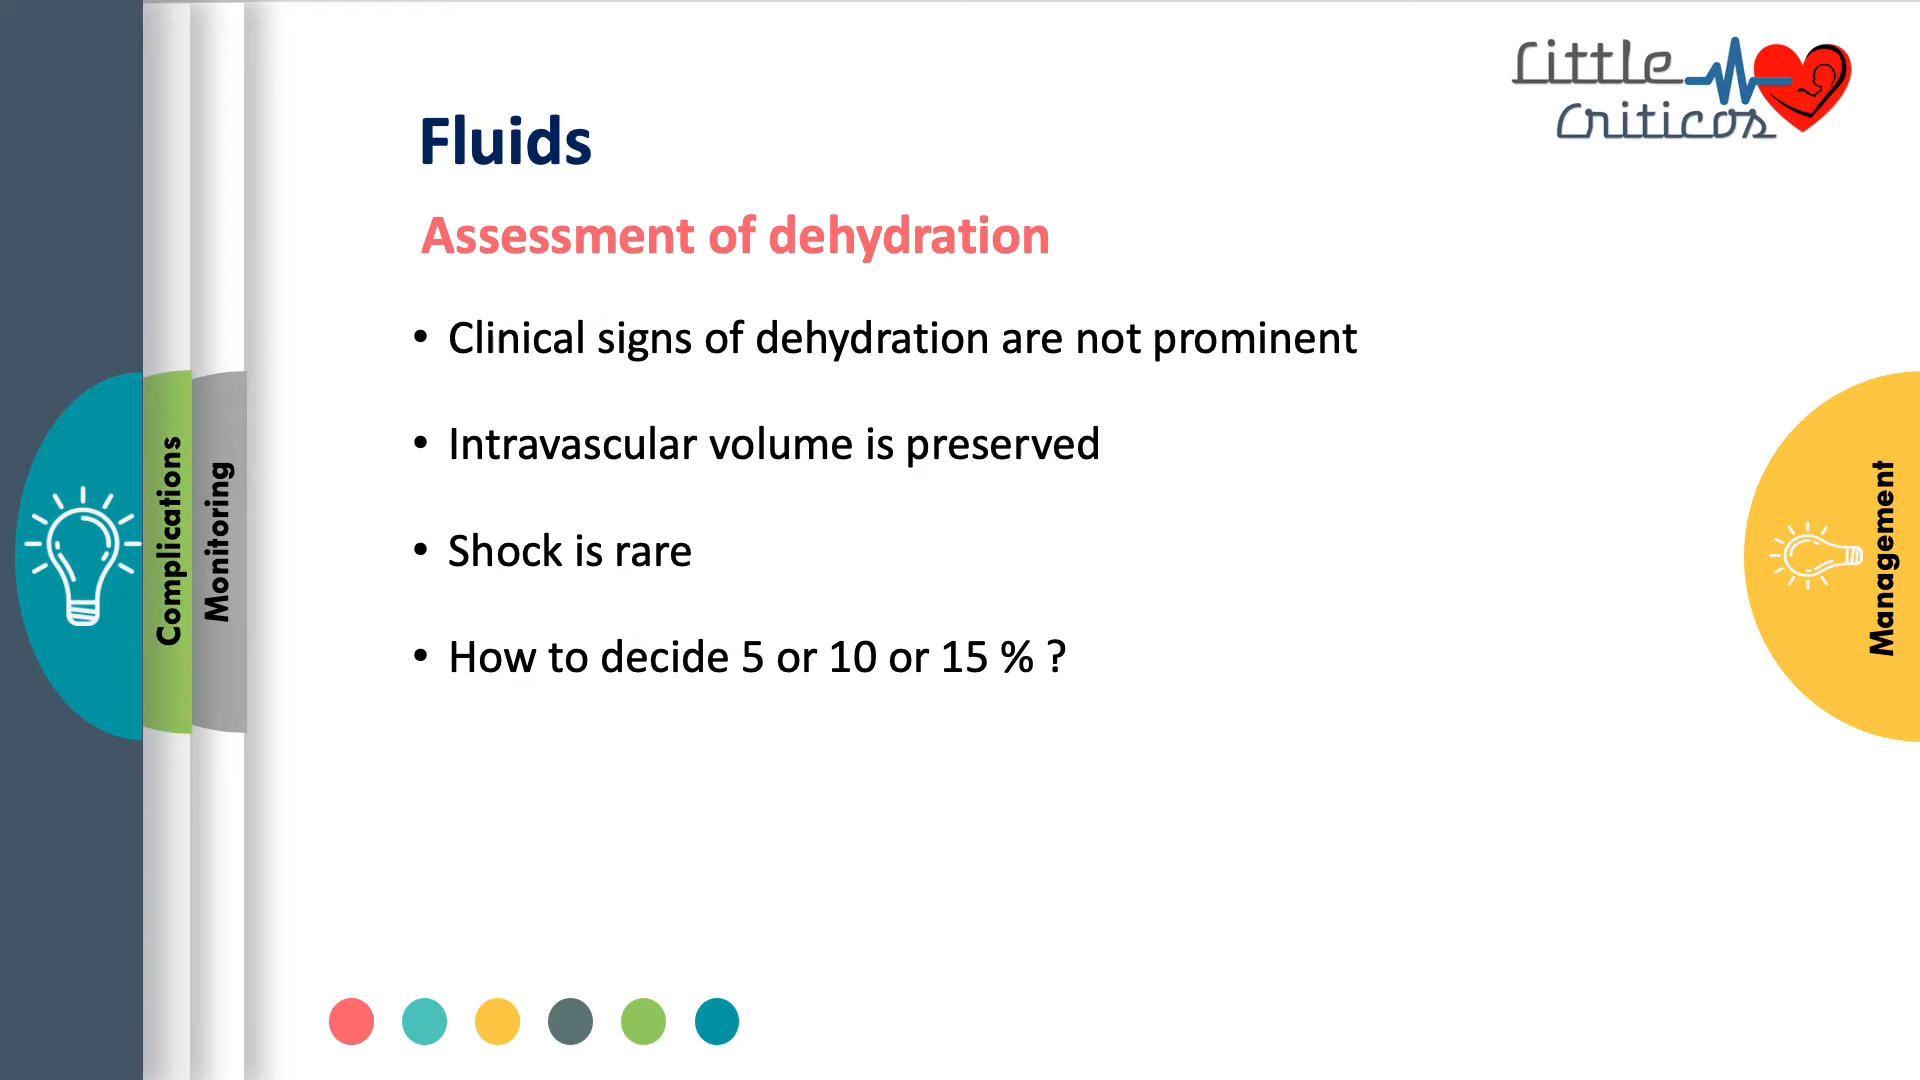 Little
Criticos
Fluids
Assessment of dehydration
• Clinical signs of dehydration are not prominent
• Intravascular volume is preserved
• Shock is rare
• How to decide 5 or 10 or 15 % ?
Complications
Monitoring
Management